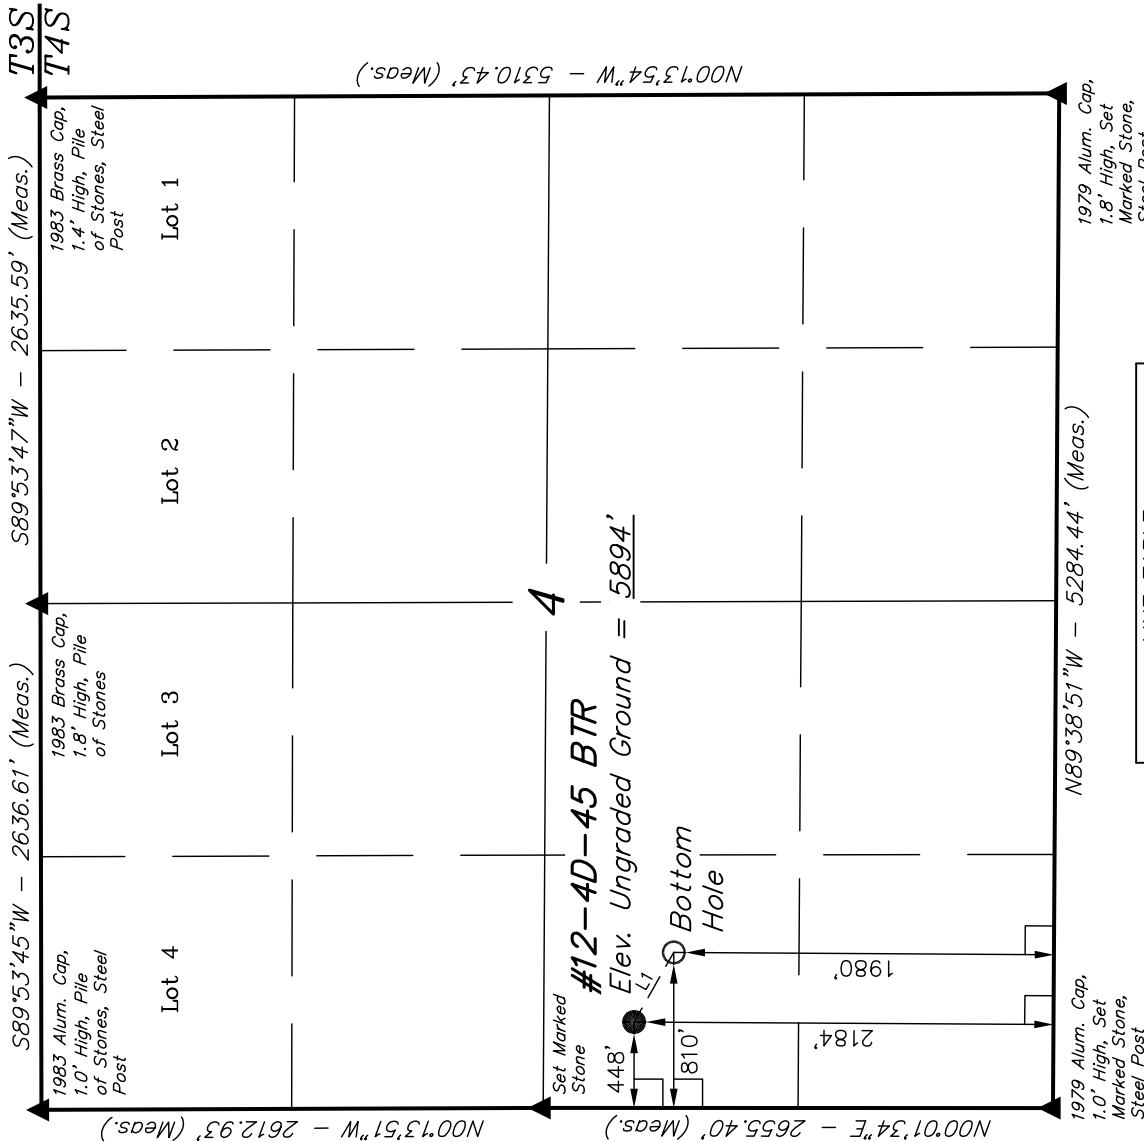 T3S
T4S
S89°53'45"W - 2636.61' (Meas.)
S89°53'47"W - 2635.59' (Meas.)
1983 Alum. Cap,
1.0' High, Pile
of Stones, Steel
Post
1983 Brass Cap,
1.8' High, Pile
of Stones
1983 Brass Cap,
1.4' High, Pile
of Stones, Steel
Post
Lot 4
Lot 3
Lot 2
Lot 1
N00°13'51"W - 2612.93' (Meas.)
N00°13'54"W - 5310.43' (Meas.)
4
Set Marked
Stone
#12-4D-45 BTR
Elev. Ungraded Ground = 5894'
448'
L1
810'
Bottom
Hole
2184'
1980'
N00°01'34"E - 2655.40' (Meas.)
N89°38'51"W - 5284.44' (Meas.)
1979 Alum. Cap,
1.0' High, Set
Marked Stone,
Steel Post
1979 Alum. Cap,
1.8' High, Set
Marked Stone,
Steel Post